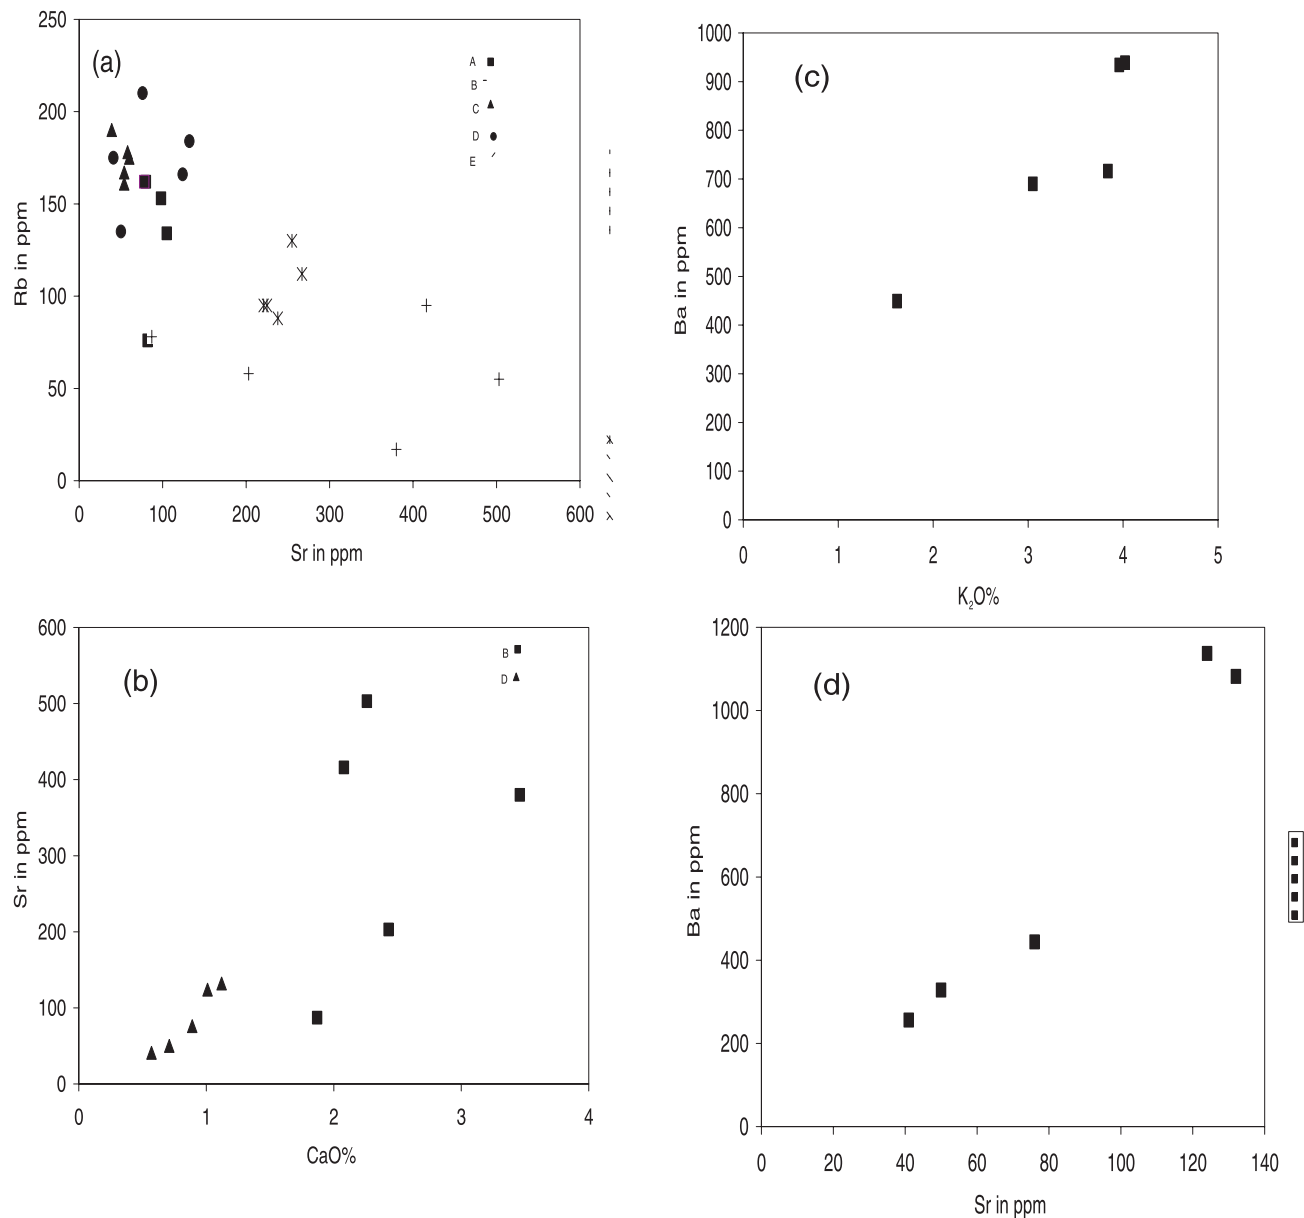 250
200
150
100
50
0
(a)
A
B
C
D
E
Rb in ppm
0 100 200 300 400 500 600
Sr in ppm
1000
900
800
700
600
500
400
300
200
100
0
(c)
Ba in ppm
0 1 2 3 4 5
K₂O%
600
500
400
300
200
100
0
(b)
B
D
Sr in ppm
0 1 2 3 4
CaO%
1200
1000
800
600
400
200
0
(d)
Ba in ppm
0 20 40 60 80 100 120 140
Sr in ppm